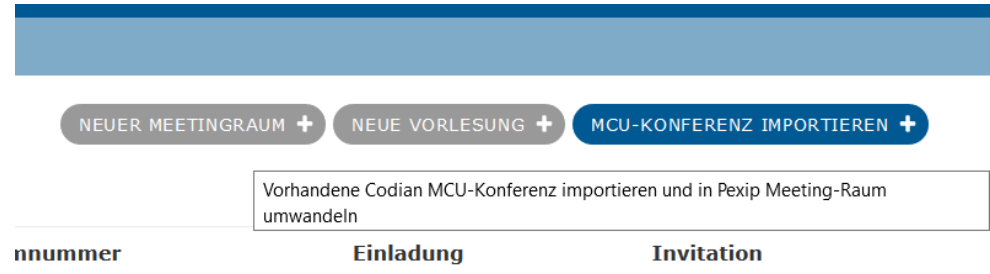 NEUER MEETINGRAUM +
NEUE VORLESUNG +
MCU-KONFERENZ IMPORTIEREN +
Vorhandene Codian MCU-Konferenz importieren und in Pexip Meeting-Raum
umwandeln
mnummer
Einladung
Invitation